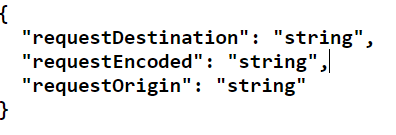 {
  "requestDestination": "string",
  "requestEncoded": "string",
  "requestOrigin": "string"
}